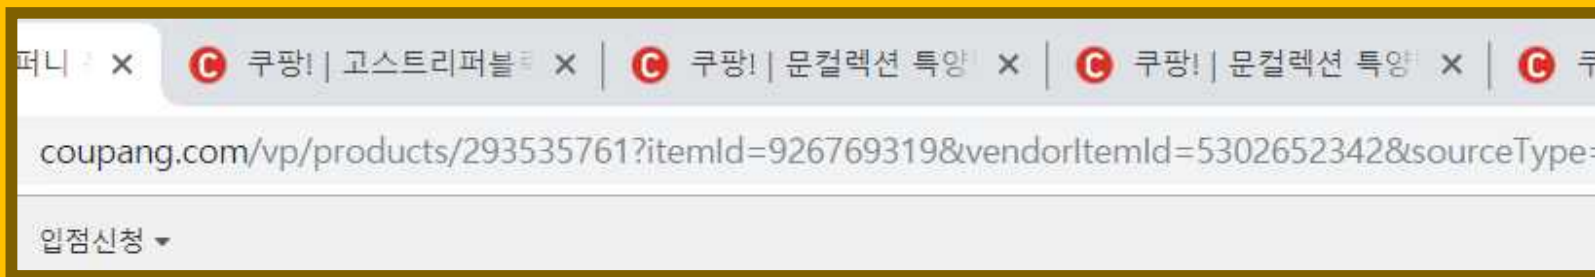 퍼니
쿠팡! | 고스트리퍼블
쿠팡! | 문컬렉션 특양
쿠팡! | 문컬렉션 특양
coupang.com/vp/products/293535761?itemId=926769319&vendorItemId=5302652342&sourceType=
입점신청